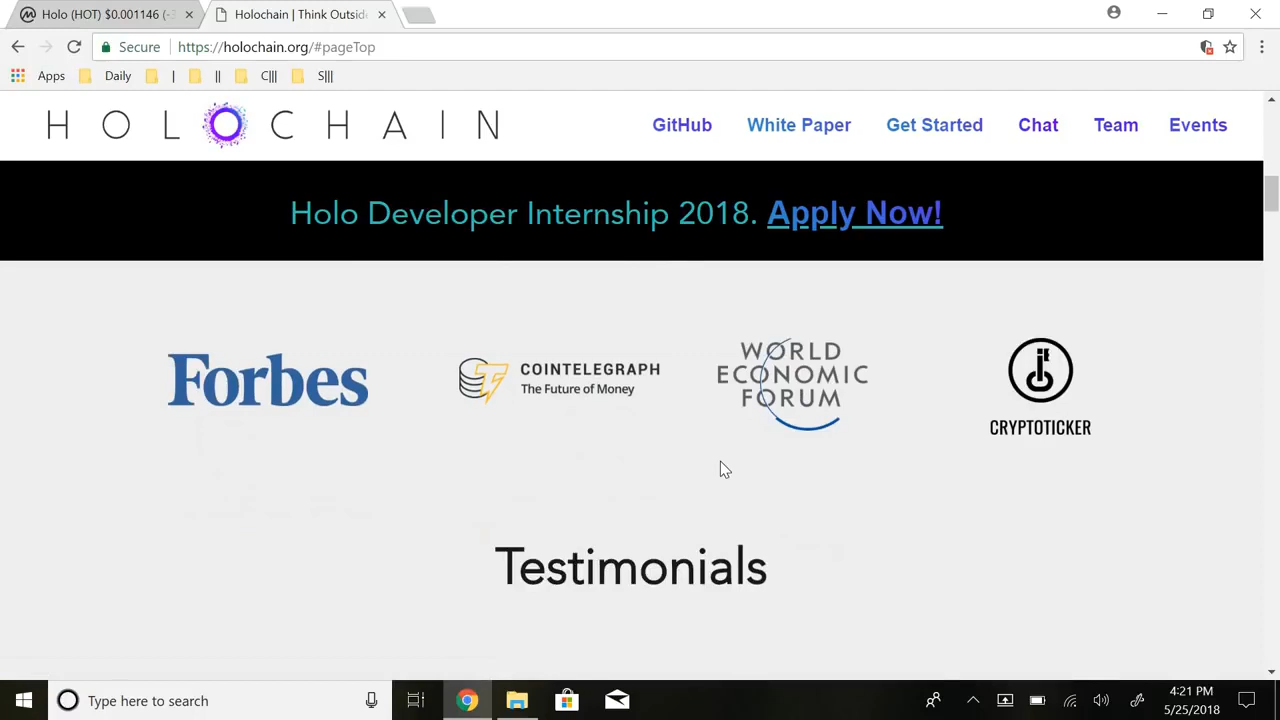 Holo (HOT) $0.001146 (-3
Holochain | Think Outside
Secure
https://holochain.org/#pageTop
Apps
Daily
|
||
C|||
S|||
HOLOCHAIN
GitHub
White Paper
Get Started
Chat
Team
Events
Holo Developer Internship 2018. Apply Now!
Forbes
COINTELEGRAPH
The Future of Money
WORLD
ECONOMIC
FORUM
CRYPTOTICKER
Testimonials
Type here to search
4:21 PM
5/25/2018